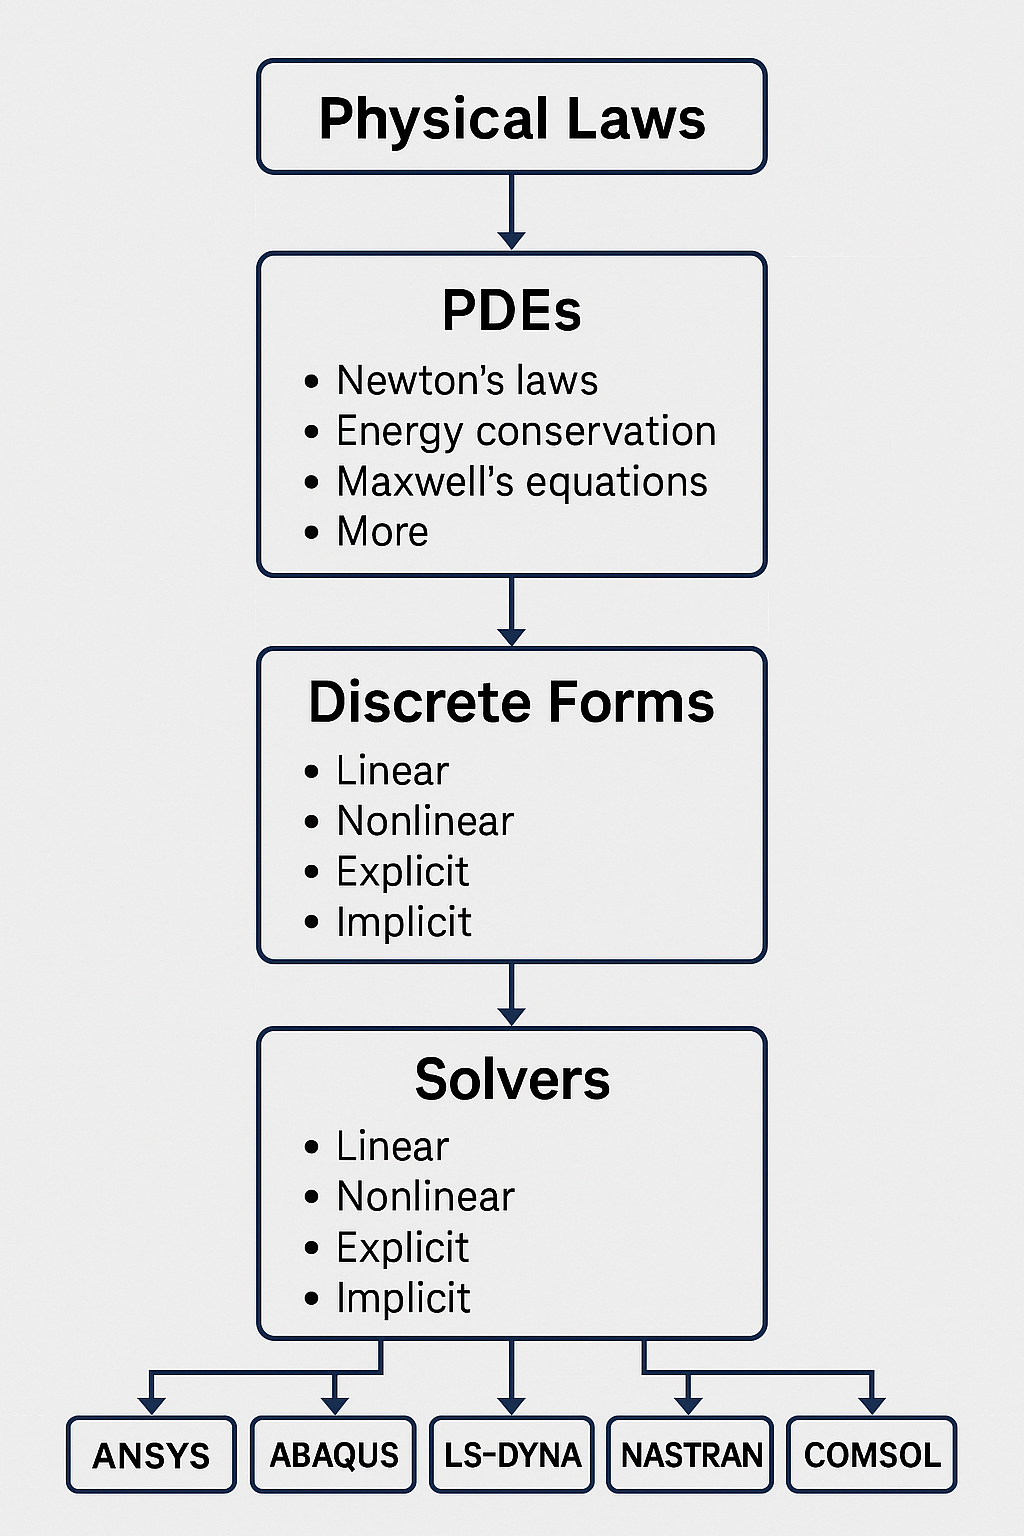 Physical Laws
PDEs
• Newton’s laws
• Energy conservation
• Maxwell’s equations
• More
Discrete Forms
• Linear
• Nonlinear
• Explicit
• Implicit
Solvers
• Linear
• Nonlinear
• Explicit
• Implicit
ANSYS
ABAQUS
LS-DYNA
NASTRAN
COMSOL